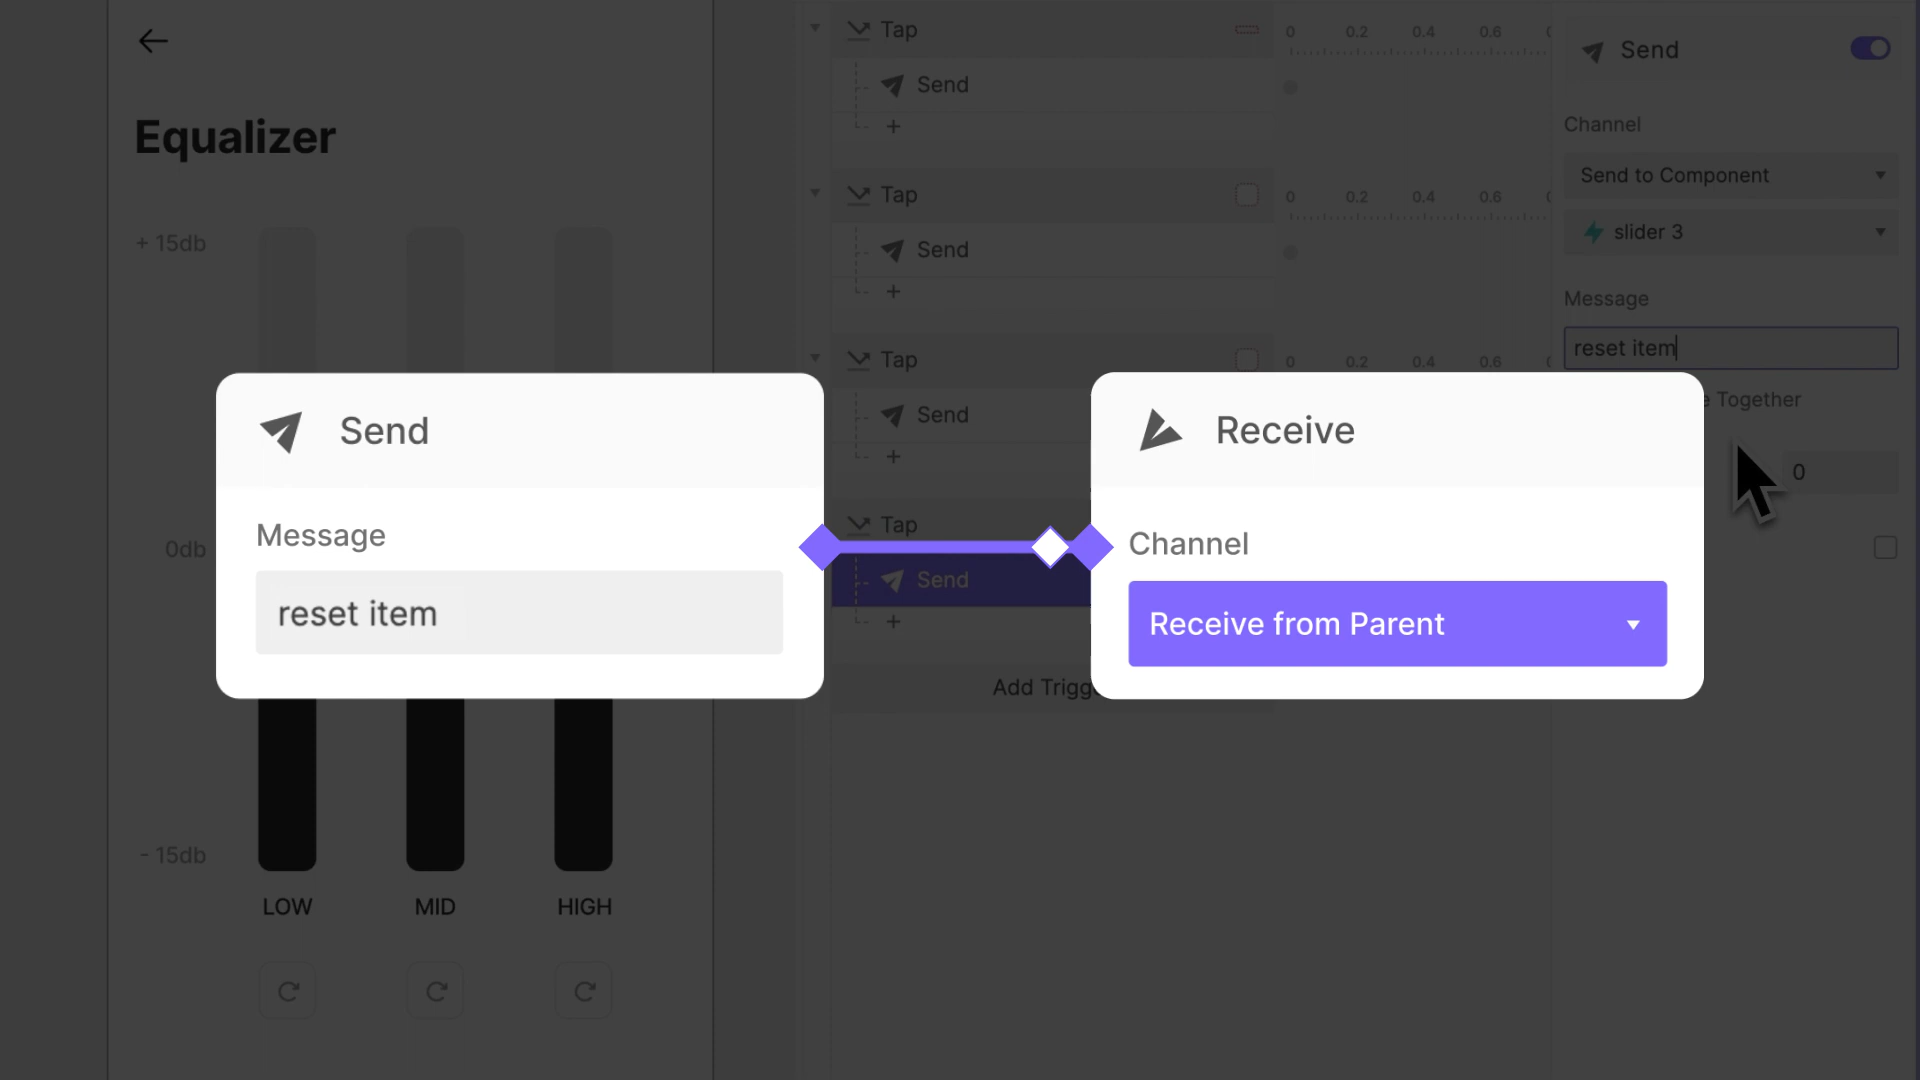 Equalizer
+ 15db
0db
- 15db
LOW
MID
HIGH
Tap
Send
+
Tap
Send
+
Tap
Send
+
Tap
Send
+
Add Trigg
0 0.2 0.4 0.6
0 0.2 0.4 0.6
0 0.2 0.4 0.6
Send
Channel
Send to Component
slider 3
Message
reset item
e Together
0
Send
Message
reset item
Receive
Channel
Receive from Parent